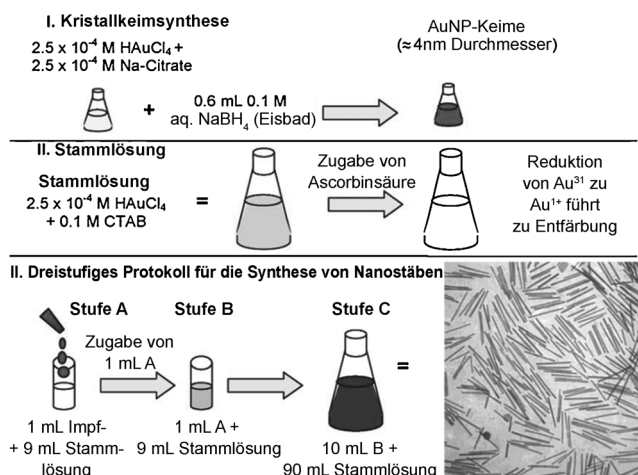 I. Kristallkeimsynthese
2.5 x 10⁻⁴ M HAuCl₄ +
2.5 x 10⁻⁴ M Na-Citrate
+
0.6 mL 0.1 M
aq. NaBH₄ (Eisbad)
AuNP-Keime
(≈4nm Durchmesser)
II. Stammlösung
Stammlösung
2.5 x 10⁻⁴ M HAuCl₄
+ 0.1 M CTAB
=
Zugabe von
Ascorbinsäure
Reduktion
von Au³¹ zu
Au¹⁺ führt
zu Entfärbung
II. Dreistufiges Protokoll für die Synthese von Nanostäben
Stufe A
Zugabe von
1 mL A
Stufe B
Stufe C
=
1 mL Impf-
+ 9 mL Stamm-
lösung
1 mL A +
9 mL Stammlösung
10 mL B +
90 mL Stammlösung